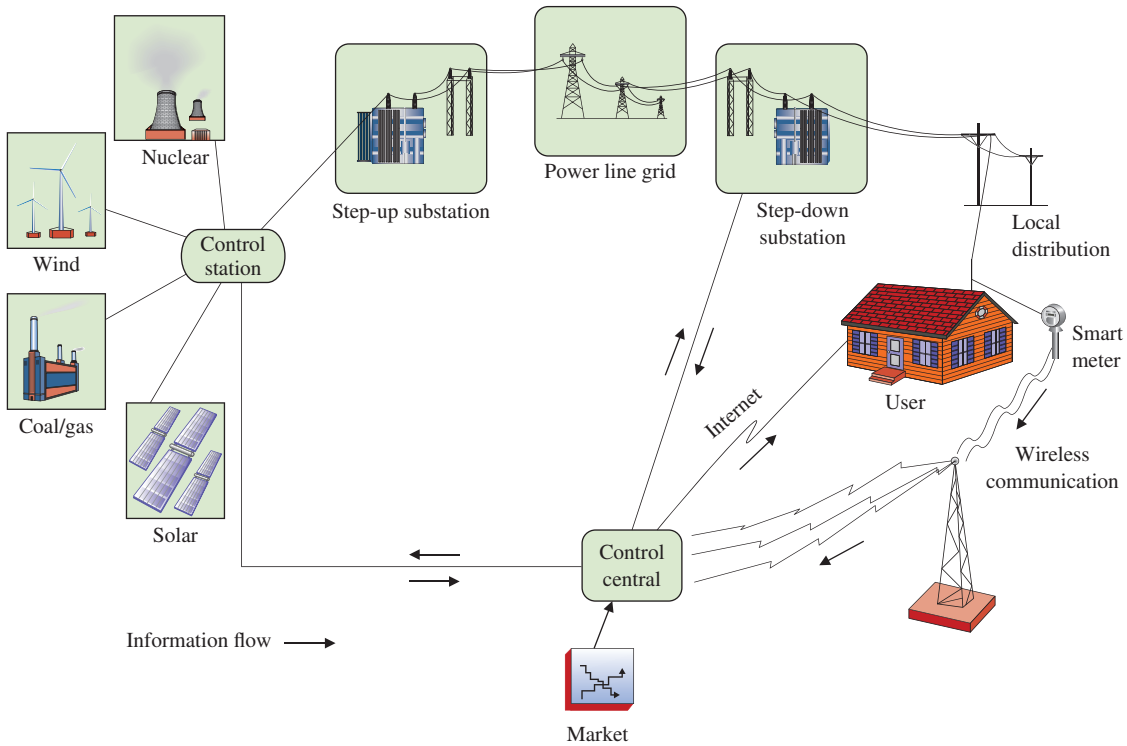 Nuclear
Step-up substation
Power line grid
Step-down
substation
Local
distribution
Wind
Control
station
Smart
meter
Coal/gas
User
Internet
Wireless
communication
Solar
Control
central
Information flow
Market